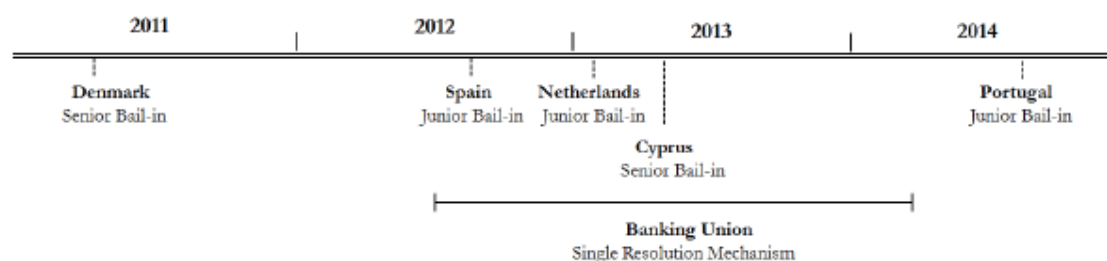 2011 2012 2013 2014
Denmark Spain Netherlands Portugal
Senior Bail-in Junior Bail-in Junior Bail-in Junior Bail-in
Cyprus
Senior Bail-in
Banking Union
Single Resolution Mechanism